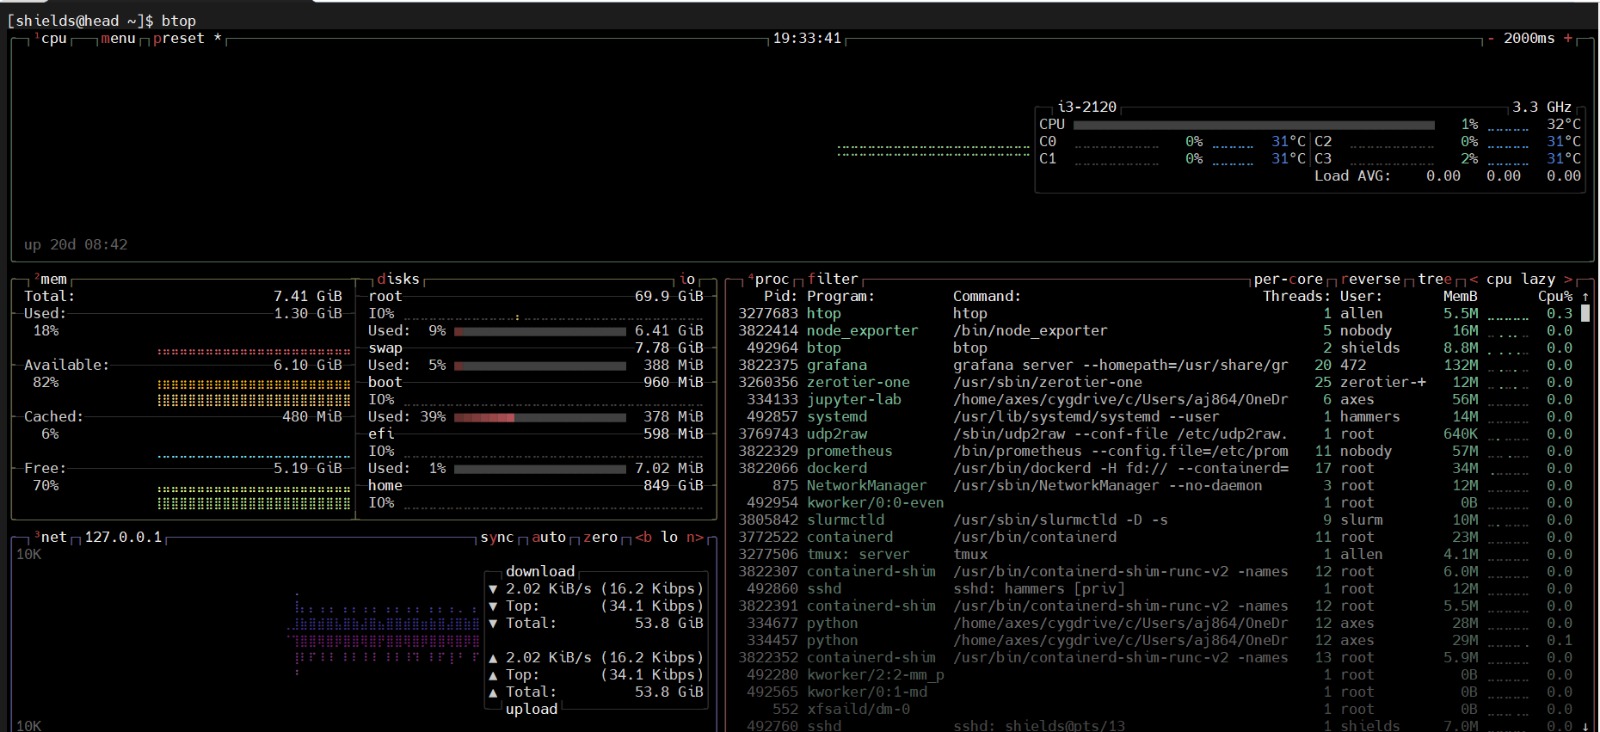 [shields@head ~]$ btop
¹cpu menu preset * 19:33:41 - 2000ms +
i3-2120 3.3 GHz
CPU 1% 32°C
C0 0% 31°C C2 0% 31°C
C1 0% 31°C C3 2% 31°C
Load AVG: 0.00 0.00 0.00
up 20d 08:42
²mem
Total: 7.41 GiB
Used: 1.30 GiB
18%
Available: 6.10 GiB
82%
Cached: 480 MiB
6%
Free: 5.19 GiB
70%
disks io
root 69.9 GiB
IO%
Used: 9% 6.41 GiB
swap 7.78 GiB
Used: 5% 388 MiB
boot 960 MiB
IO%
Used: 39% 378 MiB
efi 598 MiB
IO%
Used: 1% 7.02 MiB
home 849 GiB
IO%
³net 127.0.0.1 sync auto zero <b lo n>
10K
download
▼ 2.02 KiB/s (16.2 Kibps)
▼ Top: (34.1 Kibps)
▼ Total: 53.8 GiB
▲ 2.02 KiB/s (16.2 Kibps)
▲ Top: (34.1 Kibps)
▲ Total: 53.8 GiB
upload
10K
⁴proc filter per-core reverse tree < cpu lazy >
Pid: Program: Command: Threads: User: MemB Cpu% ↑
3277683 htop htop 1 allen 5.5M 0.3
3822414 node_exporter /bin/node_exporter 5 nobody 16M 0.0
492964 btop btop 2 shields 8.8M 0.0
3822375 grafana grafana server --homepath=/usr/share/gr 20 472 132M 0.0
3260356 zerotier-one /usr/sbin/zerotier-one 25 zerotier-+ 12M 0.0
334133 jupyter-lab /home/axes/cygdrive/c/Users/aj864/OneDr 6 axes 56M 0.0
492857 systemd /usr/lib/systemd/systemd --user 1 hammers 14M 0.0
3769743 udp2raw /sbin/udp2raw --conf-file /etc/udp2raw. 1 root 640K 0.0
3822329 prometheus /bin/prometheus --config.file=/etc/prom 11 nobody 57M 0.0
3822066 dockerd /usr/bin/dockerd -H fd:// --containerd= 17 root 34M 0.0
875 NetworkManager /usr/sbin/NetworkManager --no-daemon 3 root 12M 0.0
492954 kworker/0:0-even 1 root 0B 0.0
3805842 slurmctld /usr/sbin/slurmctld -D -s 9 slurm 10M 0.0
3772522 containerd /usr/bin/containerd 11 root 23M 0.0
3277506 tmux: server tmux 1 allen 4.1M 0.0
3822307 containerd-shim /usr/bin/containerd-shim-runc-v2 -names 12 root 6.0M 0.0
492860 sshd sshd: hammers [priv] 1 root 12M 0.0
3822391 containerd-shim /usr/bin/containerd-shim-runc-v2 -names 12 root 5.5M 0.0
334677 python /home/axes/cygdrive/c/Users/aj864/OneDr 12 axes 28M 0.0
334457 python /home/axes/cygdrive/c/Users/aj864/OneDr 12 axes 29M 0.1
3822352 containerd-shim /usr/bin/containerd-shim-runc-v2 -names 13 root 5.9M 0.0
492280 kworker/2:2-mm_p 1 root 0B 0.0
492565 kworker/0:1-md 1 root 0B 0.0
552 xfsaild/dm-0 1 root 0B 0.0
492760 sshd sshd: shields@pts/13 1 shields 7.0M 0.0 ↓